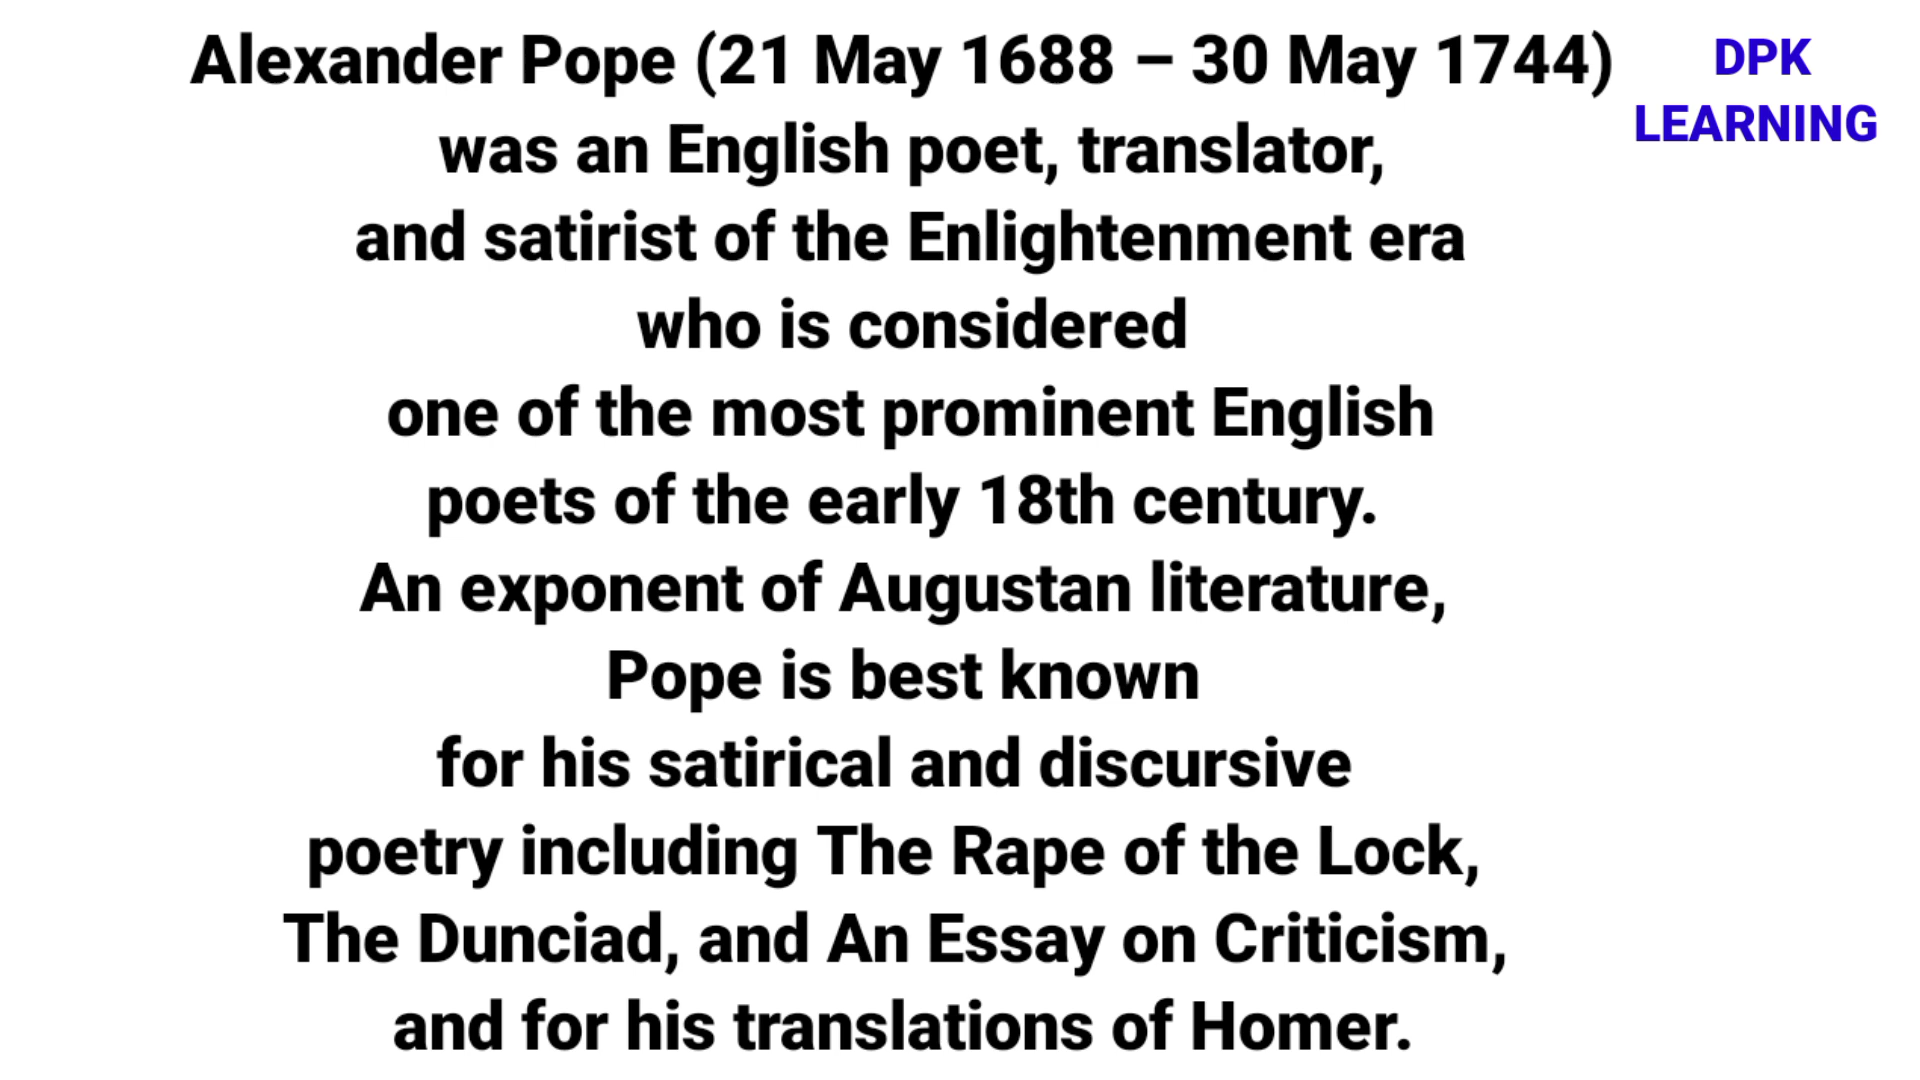 Alexander Pope (21 May 1688 – 30 May 1744)
was an English poet, translator,
and satirist of the Enlightenment era
who is considered
one of the most prominent English
poets of the early 18th century.
An exponent of Augustan literature,
Pope is best known
for his satirical and discursive
poetry including The Rape of the Lock,
The Dunciad, and An Essay on Criticism,
and for his translations of Homer.
DPK
LEARNING